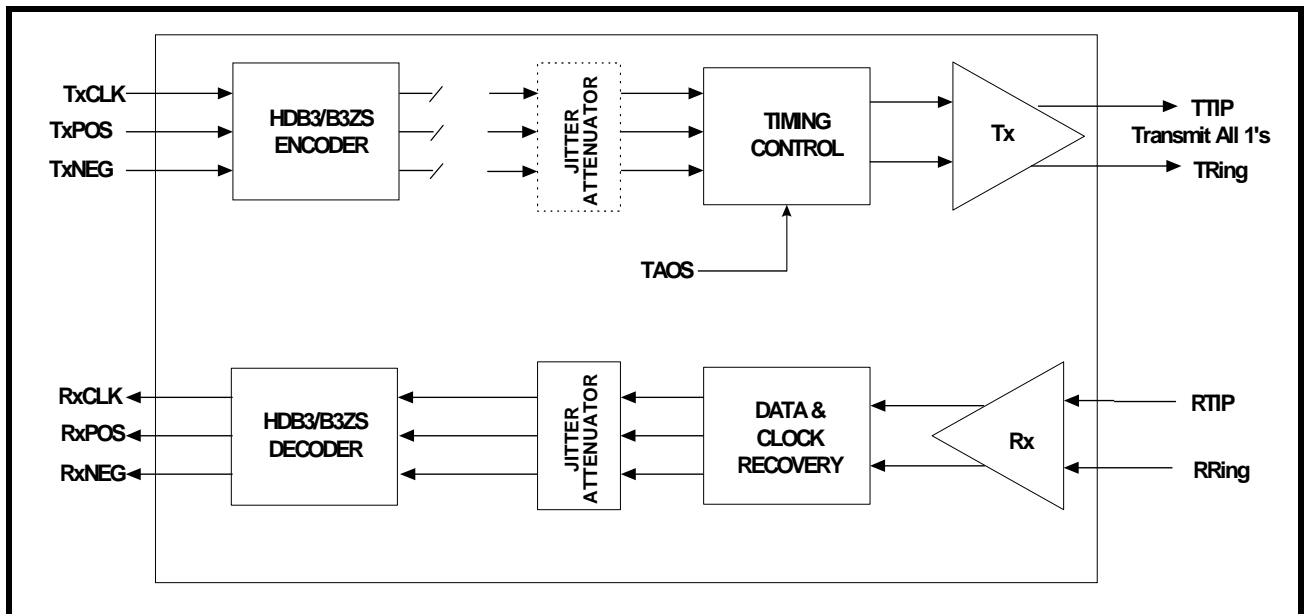 TxCLK
TxPOS
TxNEG
HDB3/B3ZS
ENCODER
JITTER
ATTENUATOR
TIMING
CONTROL
Tx
TTIP
Transmit All 1's
TRing
TAOS
RxCLK
RxPOS
RxNEG
HDB3/B3ZS
DECODER
JITTER
ATTENUATOR
DATA &
CLOCK
RECOVERY
Rx
RTIP
RRing